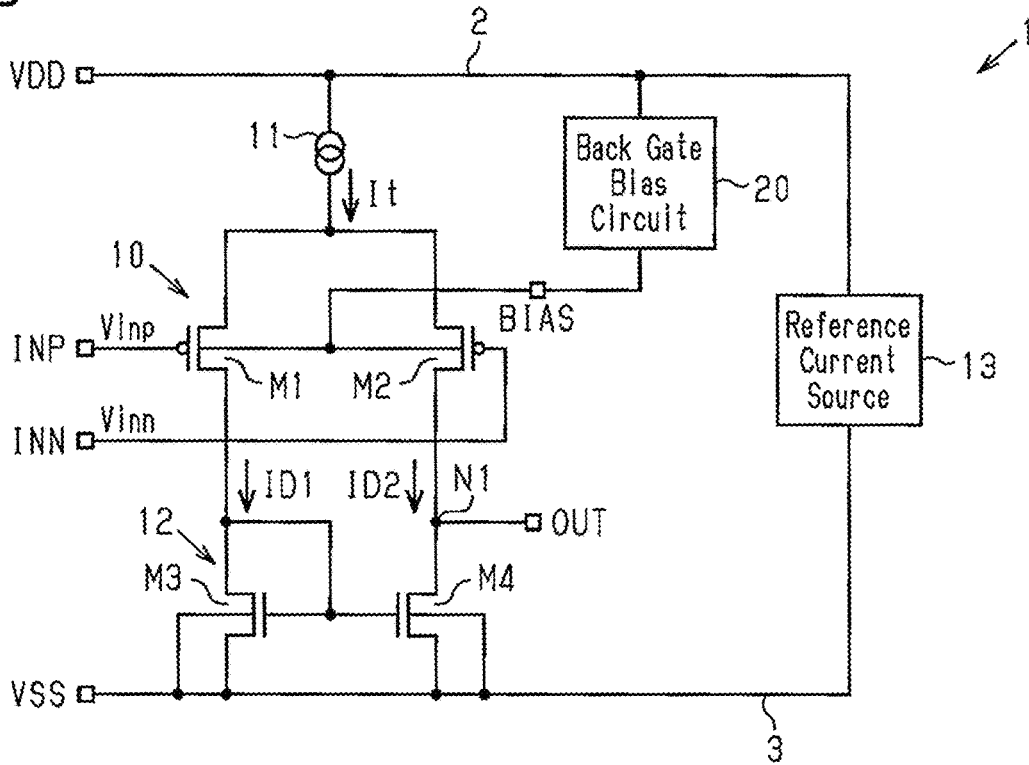 2
1
VDD
11
Back Gate
Bias
Circuit
20
It
10
BIAS
Reference
Current
Source
13
INP
Vinp
M1
M2
INN
Vinn
ID1
ID2
N1
OUT
12
M3
M4
VSS
3